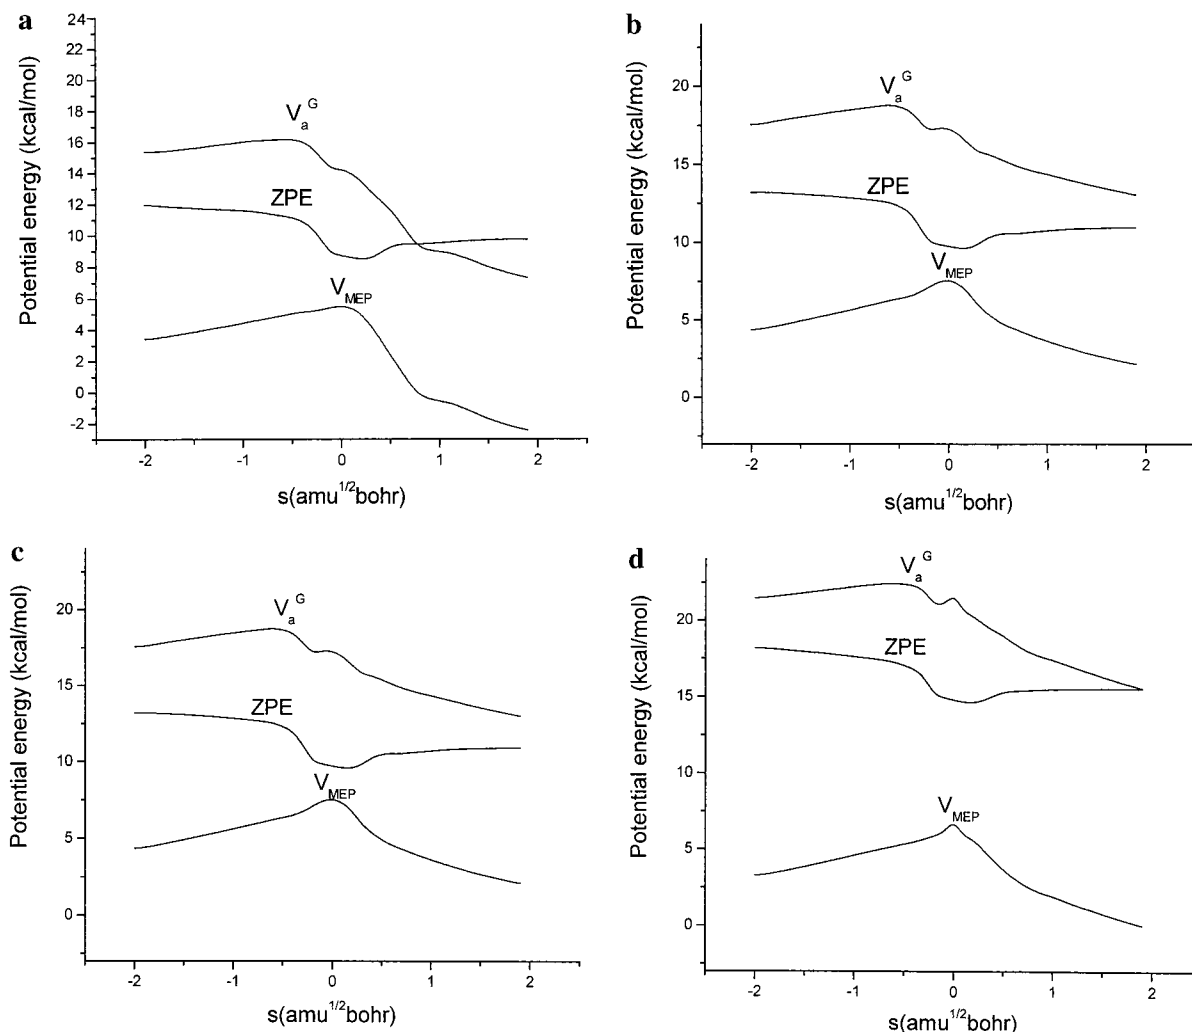 a
Potential energy (kcal/mol)
24
22
20
18
16
14
12
10
8
6
4
2
0
-2
V_a^G
ZPE
V_MEP
-2 -1 0 1 2
s(amu^1/2bohr)
b
Potential energy (kcal/mol)
20
15
10
5
0
V_a^G
ZPE
V_MEP
-2 -1 0 1 2
s(amu^1/2bohr)
c
Potential energy (kcal/mol)
20
15
10
5
0
V_a^G
ZPE
V_MEP
-2 -1 0 1 2
s(amu^1/2bohr)
d
Potential energy (kcal/mol)
20
15
10
5
0
V_a^G
ZPE
V_MEP
-2 -1 0 1 2
s(amu^1/2bohr)